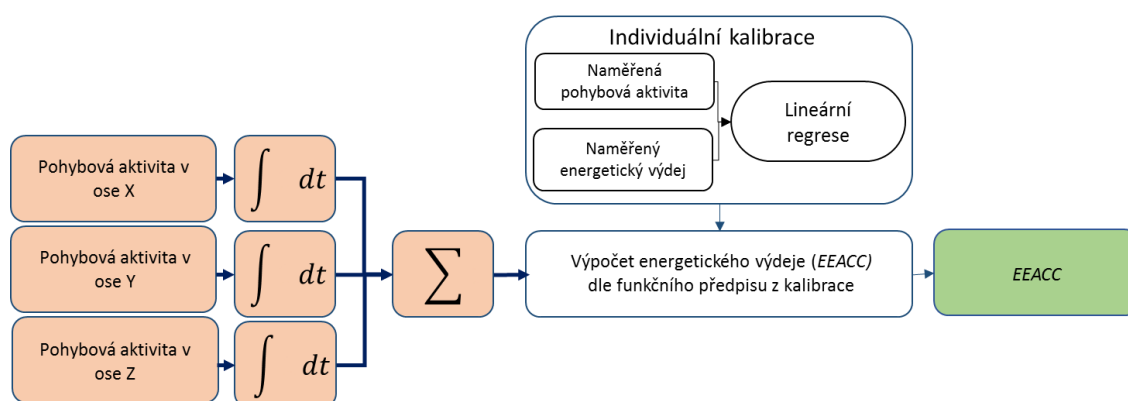 Individuální kalibrace
Naměřená
pohybová aktivita
Lineární
regrese
Naměřený
energetický výdej
Pohybová aktivita v
ose X
∫ dt
Pohybová aktivita v
ose Y
∫ dt
∑
Výpočet energetického výdeje (EEACC)
dle funkčního předpisu z kalibrace
EEACC
Pohybová aktivita v
ose Z
∫ dt